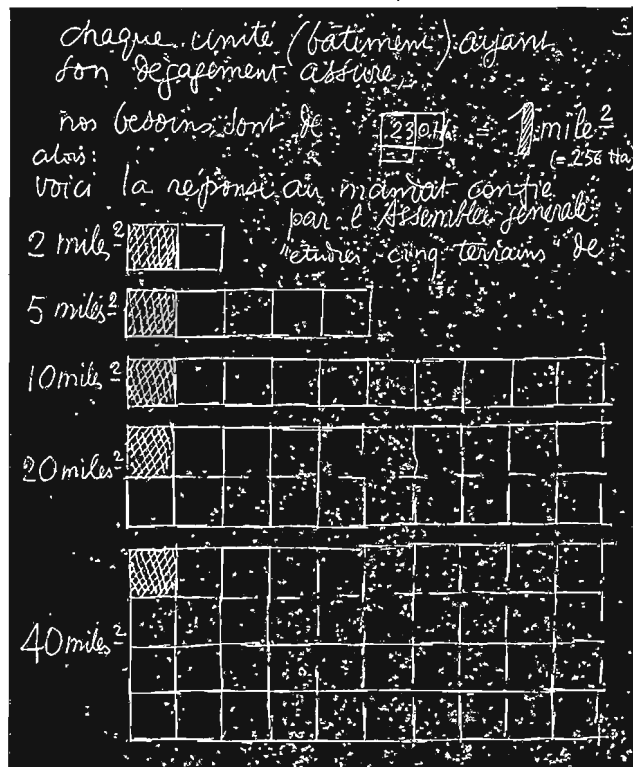 chaque unité (bâtiment) ayant
son dégagement assuré,
nos besoins sont de 230 Ha = 1 mile²
alors: (= 256 Ha)
voici la réponse au mandat confié
par l'Assemblée générale
2 miles² "étudier cinq terrains" de
5 miles²
10 miles²
20 miles²
40 miles²